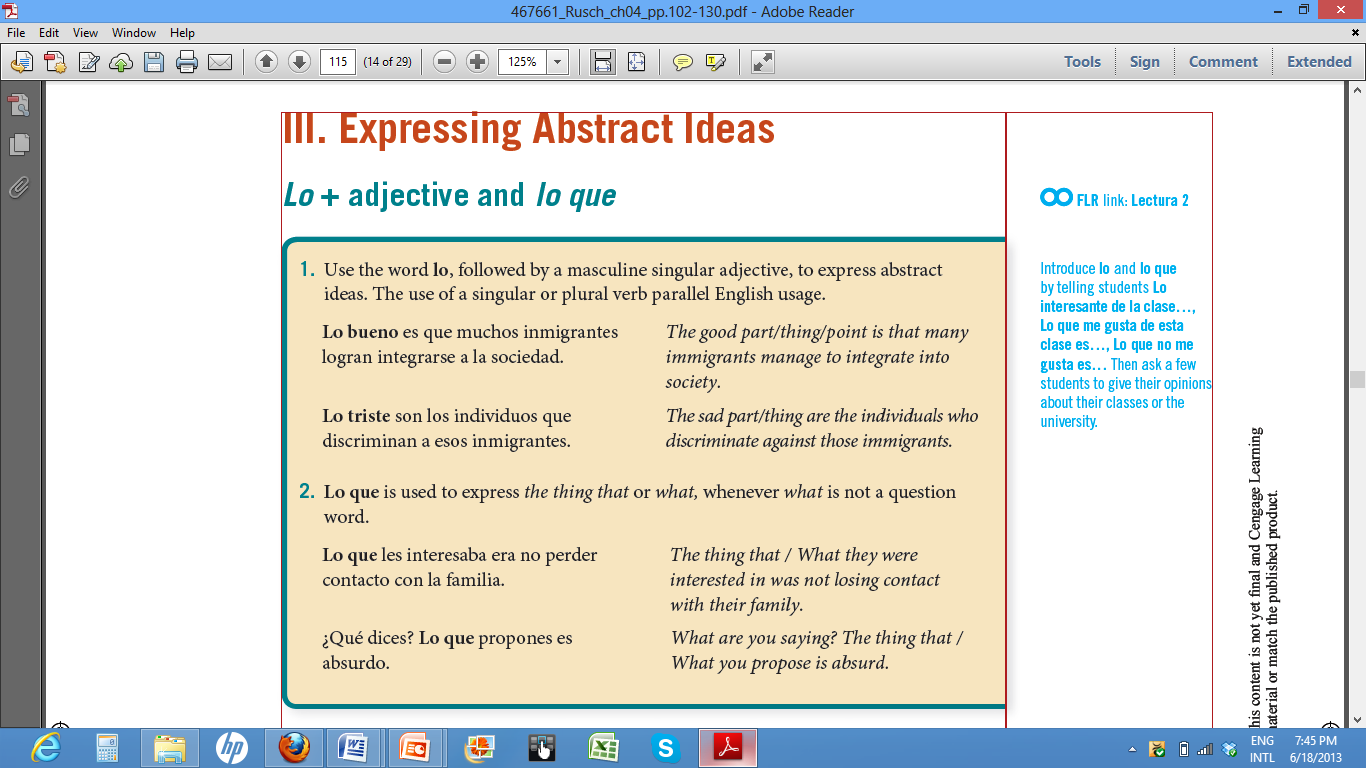 467661_Rusch_ch04_pp.102-130.pdf - Adobe Reader
File Edit View Window Help
115 (14 of 29) 125% Tools Sign Comment Extended
III. Expressing Abstract Ideas
Lo + adjective and lo que
1. Use the word lo, followed by a masculine singular adjective, to express abstract
ideas. The use of a singular or plural verb parallel English usage.
Lo bueno es que muchos inmigrantes
logran integrarse a la sociedad.
The good part/thing/point is that many
immigrants manage to integrate into
society.
Lo triste son los individuos que
discriminan a esos inmigrantes.
The sad part/thing are the individuals who
discriminate against those immigrants.
2. Lo que is used to express the thing that or what, whenever what is not a question
word.
Lo que les interesaba era no perder
contacto con la familia.
The thing that / What they were
interested in was not losing contact
with their family.
¿Qué dices? Lo que propones es
absurdo.
What are you saying? The thing that /
What you propose is absurd.
FLR link: Lectura 2
Introduce lo and lo que
by telling students Lo
interesante de la clase…,
Lo que me gusta de esta
clase es…, Lo que no me
gusta es… Then ask a few
students to give their opinions
about their classes or the
university.
his content is not yet final and Cengage Learning
aterial or match the published product.
hp
ENG 7:45 PM
INTL 6/18/2013